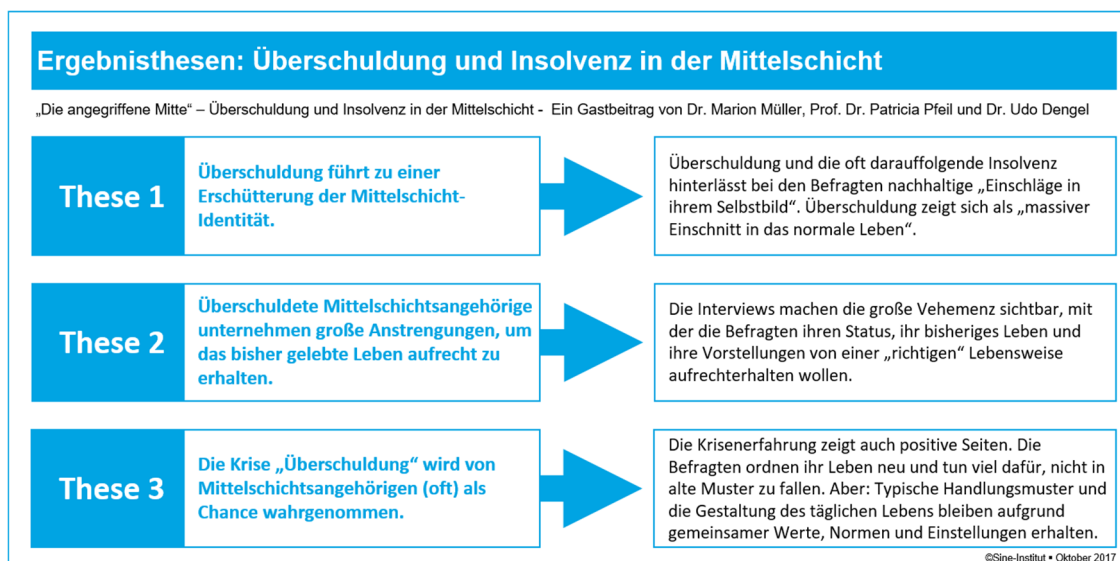 Ergebnisthesen: Überschuldung und Insolvenz in der Mittelschicht
„Die angegriffene Mitte“ – Überschuldung und Insolvenz in der Mittelschicht - Ein Gastbeitrag von Dr. Marion Müller, Prof. Dr. Patricia Pfeil und Dr. Udo Dengel
These 1
Überschuldung führt zu einer
Erschütterung der Mittelschicht-
Identität.
Überschuldung und die oft darauffolgende Insolvenz
hinterlässt bei den Befragten nachhaltige „Einschläge in
ihrem Selbstbild“. Überschuldung zeigt sich als „massiver
Einschnitt in das normale Leben“.
These 2
Überschuldete Mittelschichtsangehörige
unternehmen große Anstrengungen, um
das bisher gelebte Leben aufrecht zu
erhalten.
Die Interviews machen die große Vehemenz sichtbar, mit
der die Befragten ihren Status, ihr bisheriges Leben und
ihre Vorstellungen von einer „richtigen“ Lebensweise
aufrechterhalten wollen.
These 3
Die Krise „Überschuldung“ wird von
Mittelschichtsangehörigen (oft) als
Chance wahrgenommen.
Die Krisenerfahrung zeigt auch positive Seiten. Die
Befragten ordnen ihr Leben neu und tun viel dafür, nicht in
alte Muster zu fallen. Aber: Typische Handlungsmuster und
die Gestaltung des täglichen Lebens bleiben aufgrund
gemeinsamer Werte, Normen und Einstellungen erhalten.
©Sine-Institut • Oktober 2017